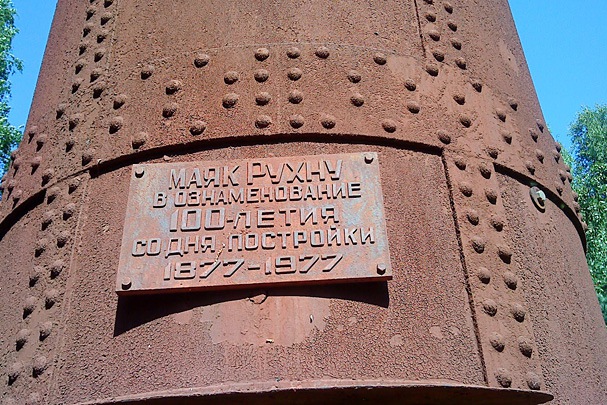 МАЯК РУХНУ
В ОЗНАМЕНОВАНИЕ
100-ЛЕТИЯ
СО ДНЯ ПОСТРОЙКИ
1877-1977